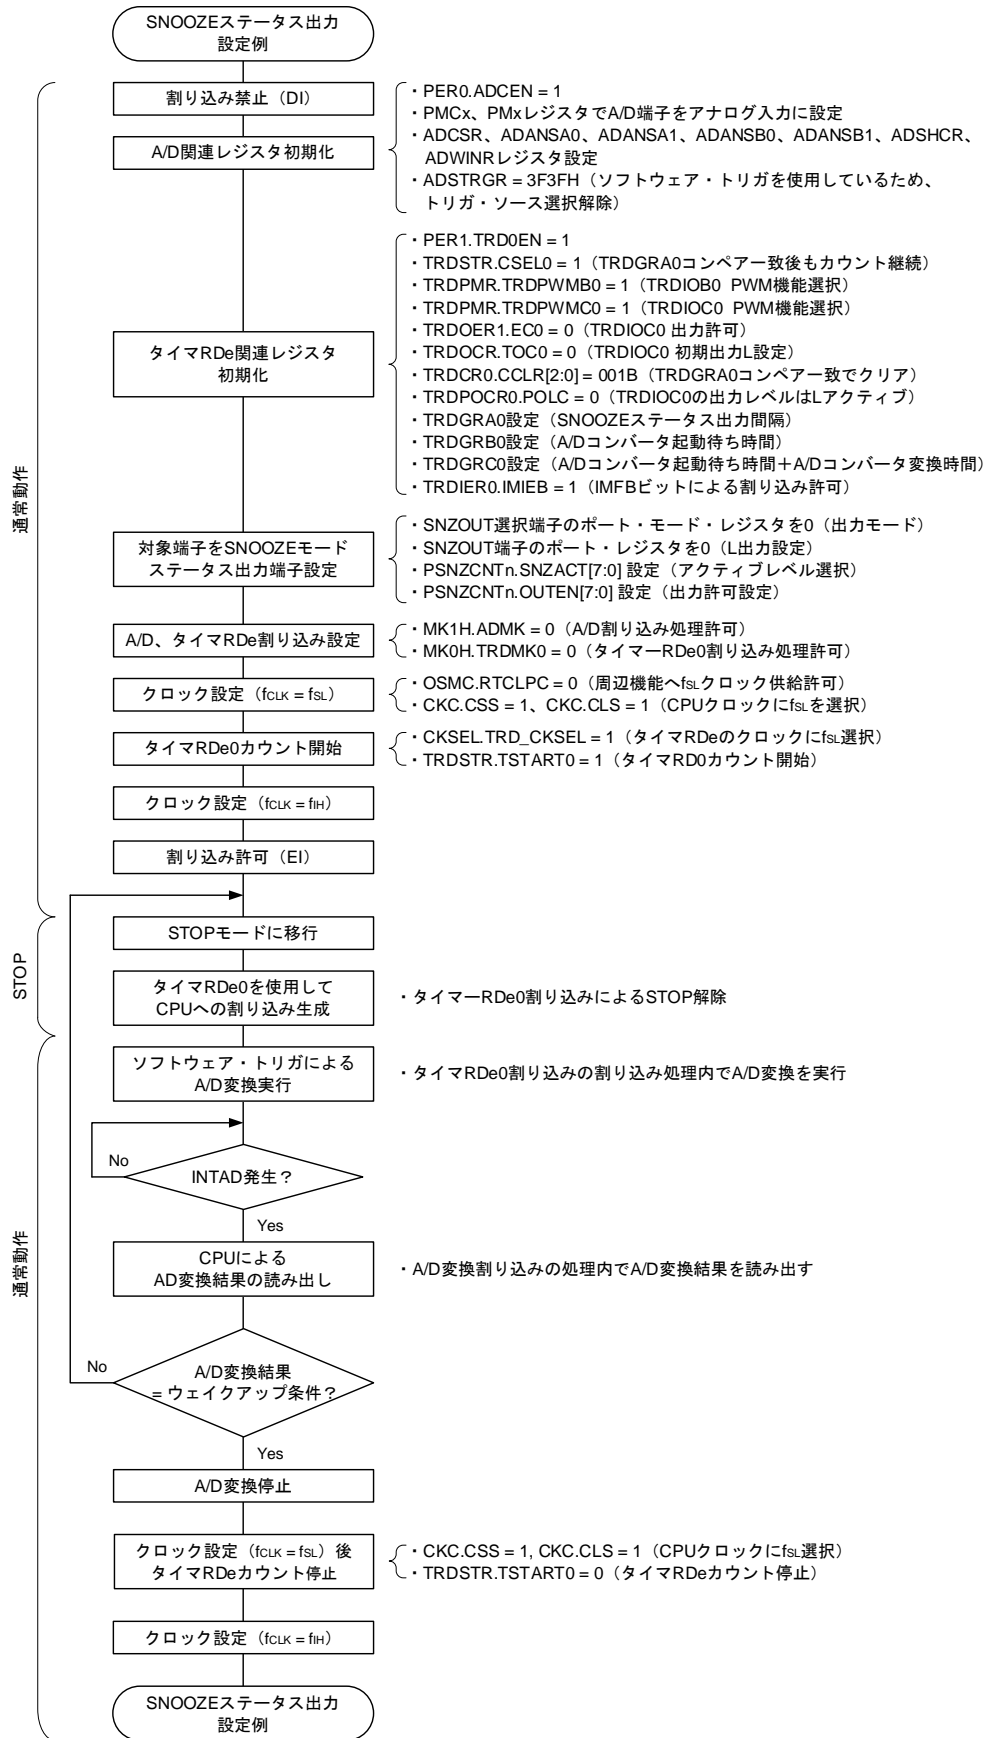 SNOOZEステータス出力
設定例
割り込み禁止（DI）
A/D関連レジスタ初期化
・PER0.ADCEN = 1
・PMCx、PMxレジスタでA/D端子をアナログ入力に設定
・ADCSR、ADANSA0、ADANSA1、ADANSB0、ADANSB1、ADSHCR、
ADWINRレジスタ設定
・ADSTRGR = 3F3FH（ソフトウェア・トリガを使用しているため、
トリガ・ソース選択解除）
タイマRDe関連レジスタ
初期化
・PER1.TRD0EN = 1
・TRDSTR.CSEL0 = 1（TRDGRA0コンペア一致後もカウント継続）
・TRDPMR.TRDPWMB0 = 1（TRDIOB0 PWM機能選択）
・TRDPMR.TRDPWMC0 = 1（TRDIOC0 PWM機能選択）
・TRDOER1.EC0 = 0（TRDIOC0 出力許可）
・TRDOCR.TOC0 = 0（TRDIOC0 初期出力L設定）
・TRDCR0.CCLR[2:0] = 001B（TRDGRA0コンペア一致でクリア）
・TRDPOCR0.POLC = 0（TRDIOC0の出力レベルはLアクティブ）
・TRDGRA0設定（SNOOZEステータス出力間隔）
・TRDGRB0設定（A/Dコンバータ起動待ち時間）
・TRDGRC0設定（A/Dコンバータ起動待ち時間＋A/Dコンバータ変換時間）
・TRDIER0.IMIEB = 1（IMFBビットによる割り込み許可）
通常動作
対象端子をSNOOZEモード
ステータス出力端子設定
・SNZOUT選択端子のポート・モード・レジスタを0（出力モード）
・SNZOUT端子のポート・レジスタを0（L出力設定）
・PSNZCNTn.SNZACT[7:0] 設定（アクティブレベル選択）
・PSNZCNTn.OUTEN[7:0] 設定（出力許可設定）
A/D、タイマRDe割り込み設定
・MK1H.ADMK = 0（A/D割り込み処理許可）
・MK0H.TRDMK0 = 0（タイマーRDe0割り込み処理許可）
クロック設定（fCLK = fSL）
・OSMC.RTCLPC = 0（周辺機能へfSLクロック供給許可）
・CKC.CSS = 1、CKC.CLS = 1（CPUクロックにfSLを選択）
タイマRDe0カウント開始
・CKSEL.TRD_CKSEL = 1（タイマRDeのクロックにfSL選択）
・TRDSTR.TSTART0 = 1（タイマRD0カウント開始）
クロック設定（fCLK = fIH）
割り込み許可（EI）
STOPモードに移行
STOP
タイマRDe0を使用して
CPUへの割り込み生成
・タイマーRDe0割り込みによるSTOP解除
ソフトウェア・トリガによる
A/D変換実行
・タイマRDe0割り込みの割り込み処理内でA/D変換を実行
No
INTAD発生？
Yes
通常動作
CPUによる
AD変換結果の読み出し
・A/D変換割り込みの処理内でA/D変換結果を読み出す
No
A/D変換結果
= ウェイクアップ条件？
Yes
A/D変換停止
クロック設定（fCLK = fSL）後
タイマRDeカウント停止
・CKC.CSS = 1, CKC.CLS = 1（CPUクロックにfSL選択）
・TRDSTR.TSTART0 = 0（タイマRDeカウント停止）
クロック設定（fCLK = fIH）
SNOOZEステータス出力
設定例